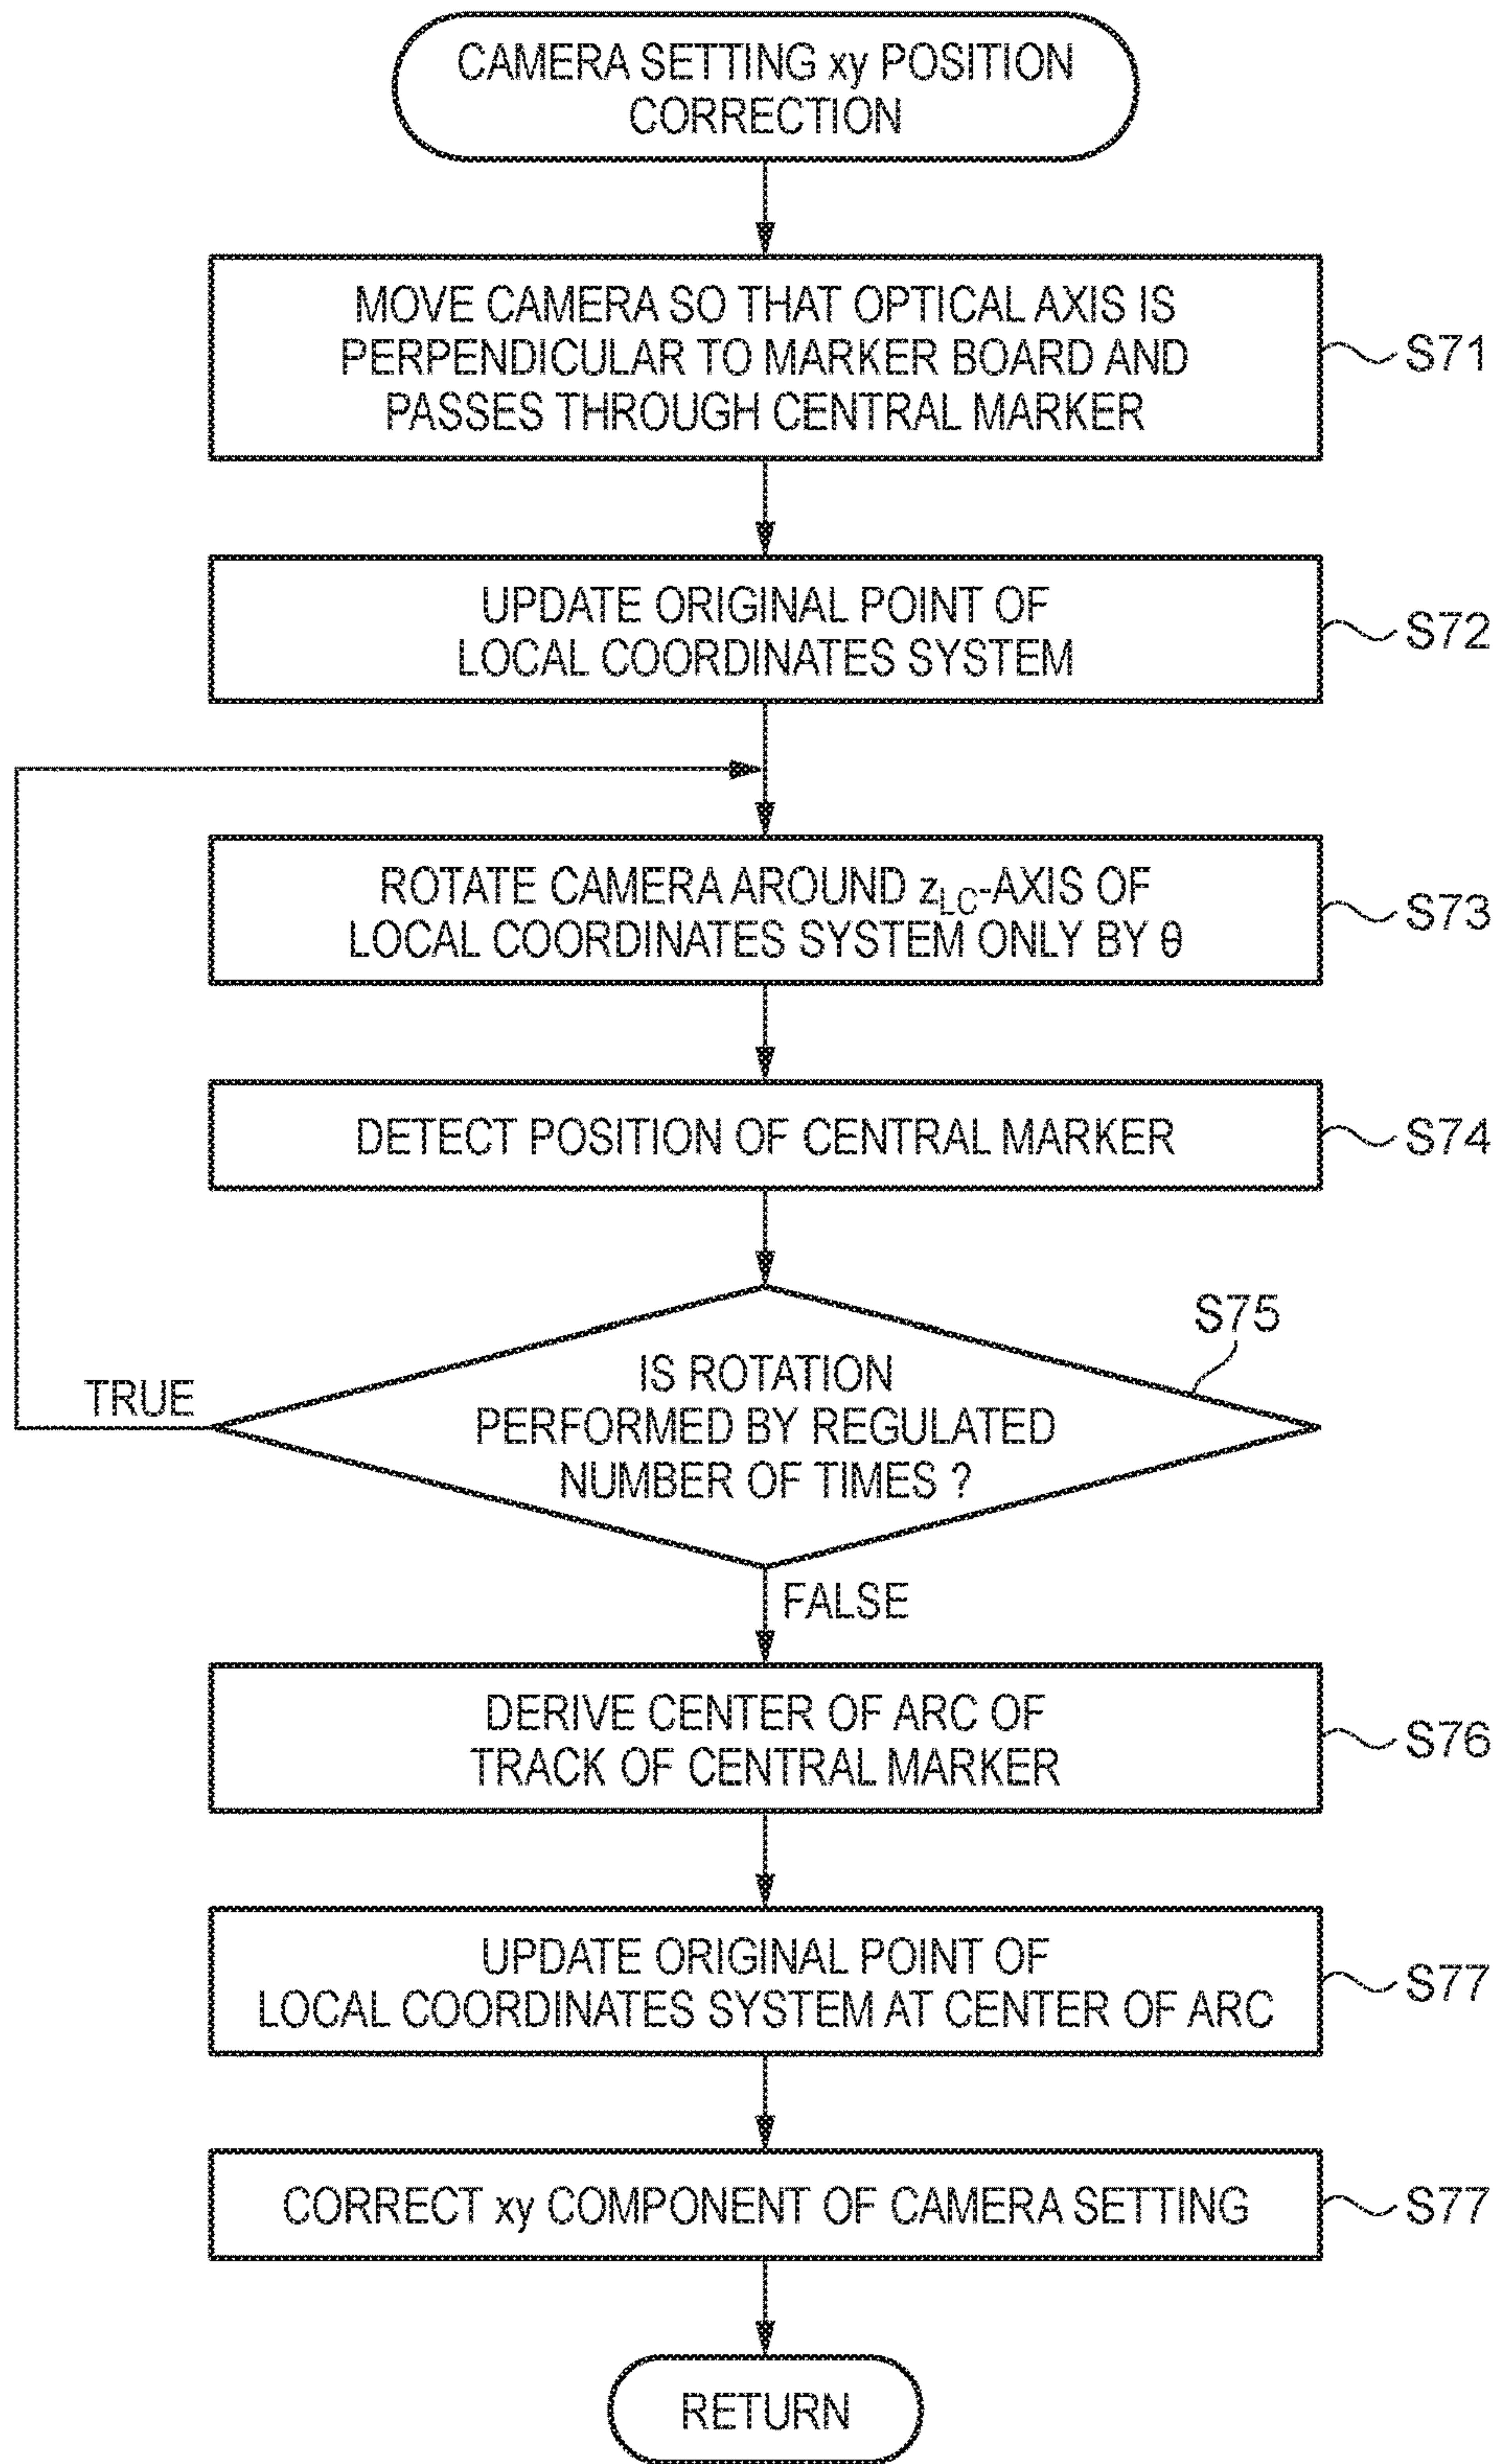 CAMERA SETTING xy POSITION
CORRECTION
MOVE CAMERA SO THAT OPTICAL AXIS IS
PERPENDICULAR TO MARKER BOARD AND
PASSES THROUGH CENTRAL MARKER
S71
UPDATE ORIGINAL POINT OF
LOCAL COORDINATES SYSTEM
S72
ROTATE CAMERA AROUND zLC-AXIS OF
LOCAL COORDINATES SYSTEM ONLY BY θ
S73
DETECT POSITION OF CENTRAL MARKER
S74
S75
IS ROTATION
PERFORMED BY REGULATED
NUMBER OF TIMES ?
TRUE
FALSE
DERIVE CENTER OF ARC OF
TRACK OF CENTRAL MARKER
S76
UPDATE ORIGINAL POINT OF
LOCAL COORDINATES SYSTEM AT CENTER OF ARC
S77
CORRECT xy COMPONENT OF CAMERA SETTING
S77
RETURN